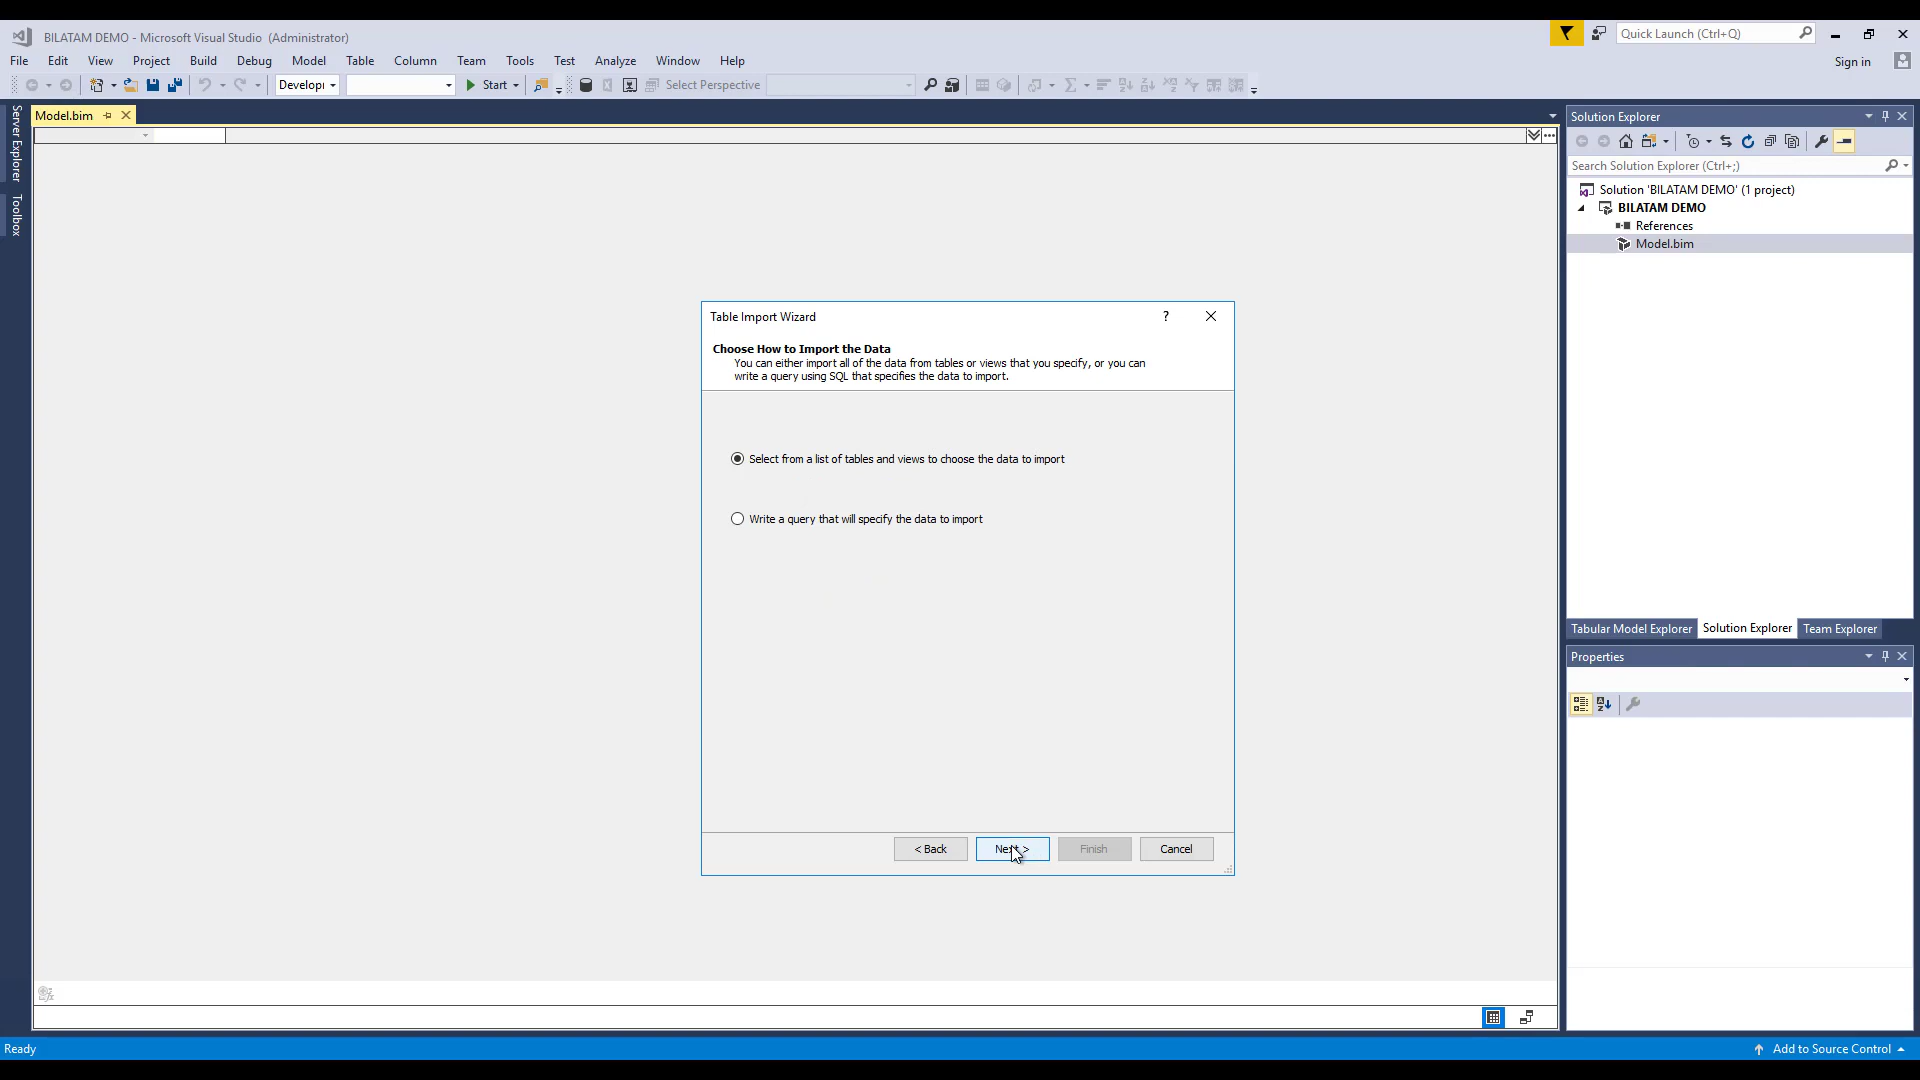 BILATAM DEMO - Microsoft Visual Studio (Administrator)
Quick Launch (Ctrl+Q)
File Edit View Project Build Debug Model Table Column Team Tools Test Analyze Window Help
Sign in
Develop Start Select Perspective
Server Explorer
Toolbox
Model.bim
Solution Explorer
Search Solution Explorer (Ctrl+;)
Solution 'BILATAM DEMO' (1 project)
BILATAM DEMO
References
Model.bim
Table Import Wizard
Choose How to Import the Data
You can either import all of the data from tables or views that you specify, or you can
write a query using SQL that specifies the data to import.
Select from a list of tables and views to choose the data to import
Write a query that will specify the data to import
< Back Next > Finish Cancel
Tabular Model Explorer Solution Explorer Team Explorer
Properties
Ready
Add to Source Control